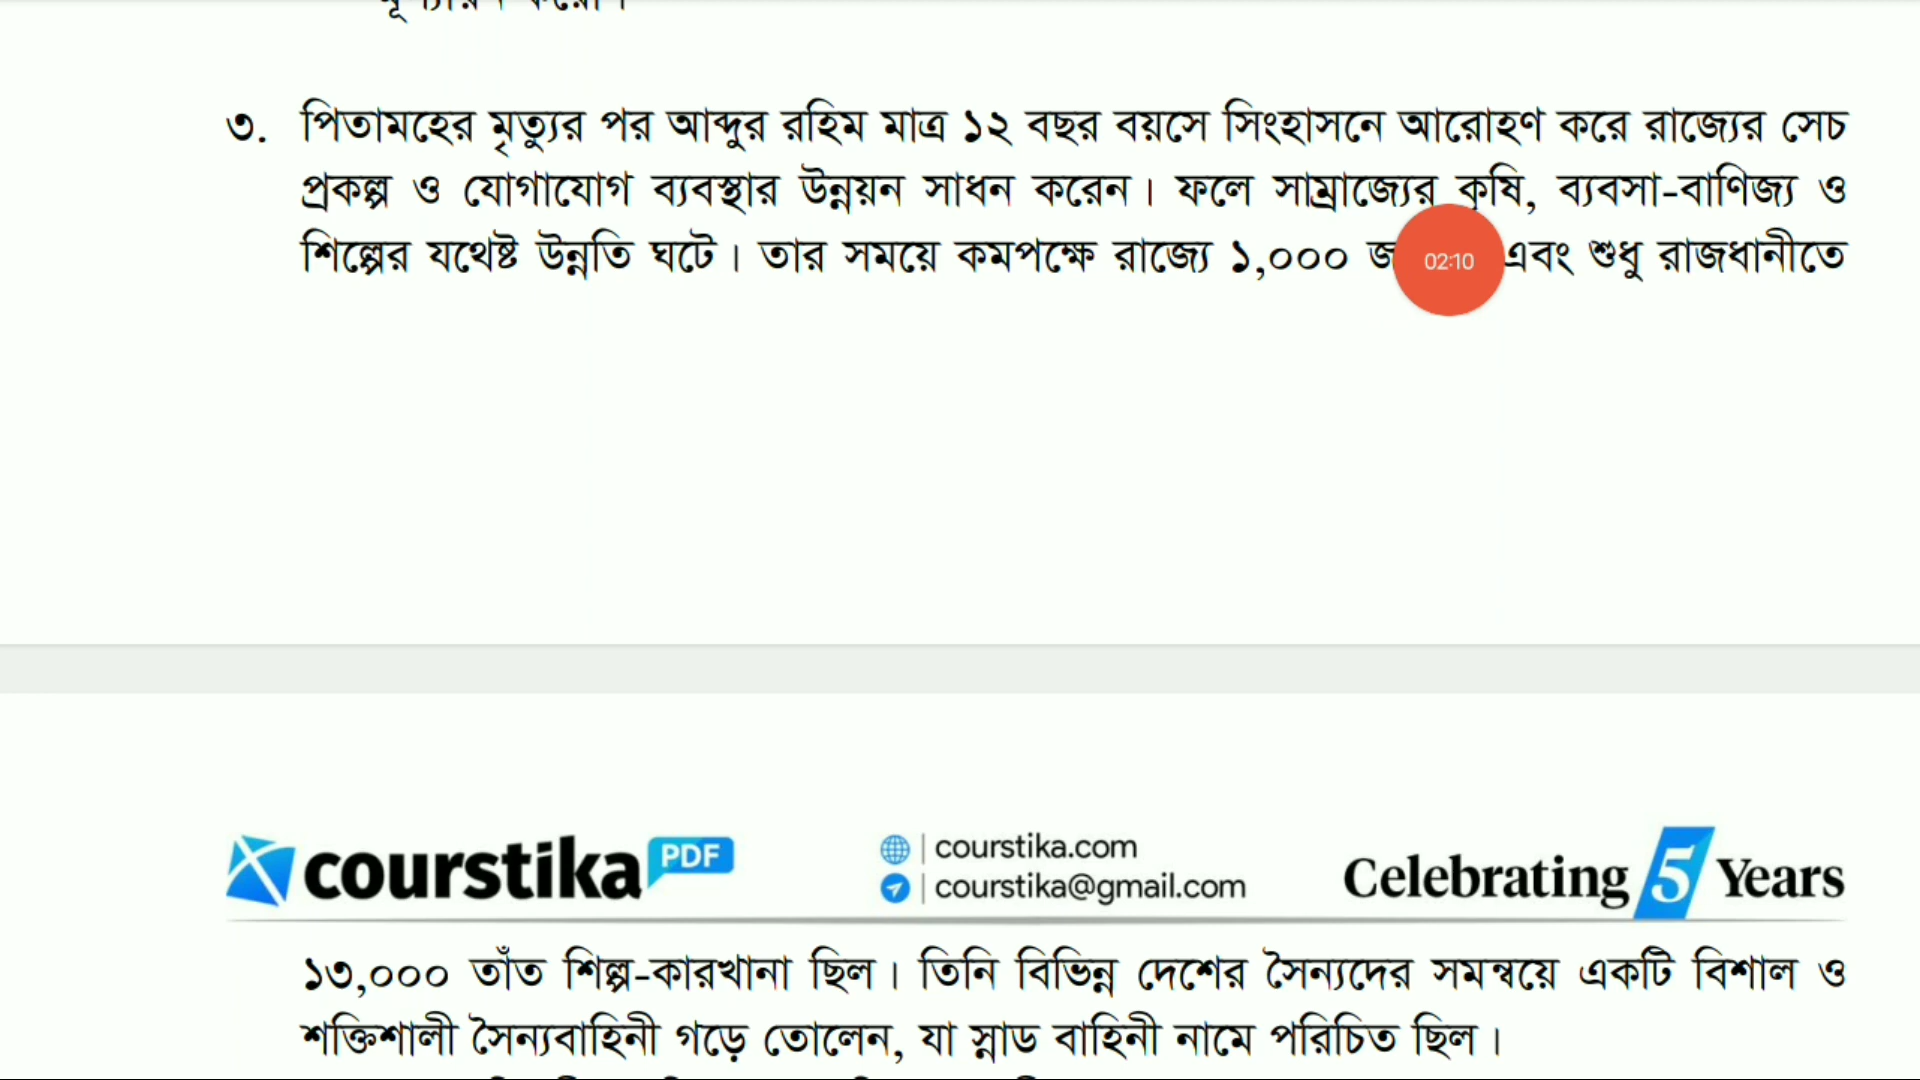 ৩. পিতামহের মৃত্যুর পর আব্দুর রহিম মাত্র ১২ বছর বয়সে সিংহাসনে আরোহণ করে রাজ্যের সেচ
প্রকল্প ও যোগাযোগ ব্যবস্থার উন্নয়ন সাধন করেন। ফলে সাম্রাজ্যের কৃষি, ব্যবসা-বাণিজ্য ও
শিল্পের যথেষ্ট উন্নতি ঘটে। তার সময়ে কমপক্ষে রাজ্যে ১,০০০ এবং শুধু রাজধানীতে
02:10
courstika PDF
courstika.com
courstika@gmail.com
Celebrating 5 Years
১৩,০০০ তাঁত শিল্প-কারখানা ছিল। তিনি বিভিন্ন দেশের সৈন্যদের সমন্বয়ে একটি বিশাল ও
শক্তিশালী সৈন্যবাহিনী গড়ে তোলেন, যা স্লাভ বাহিনী নামে পরিচিত ছিল।